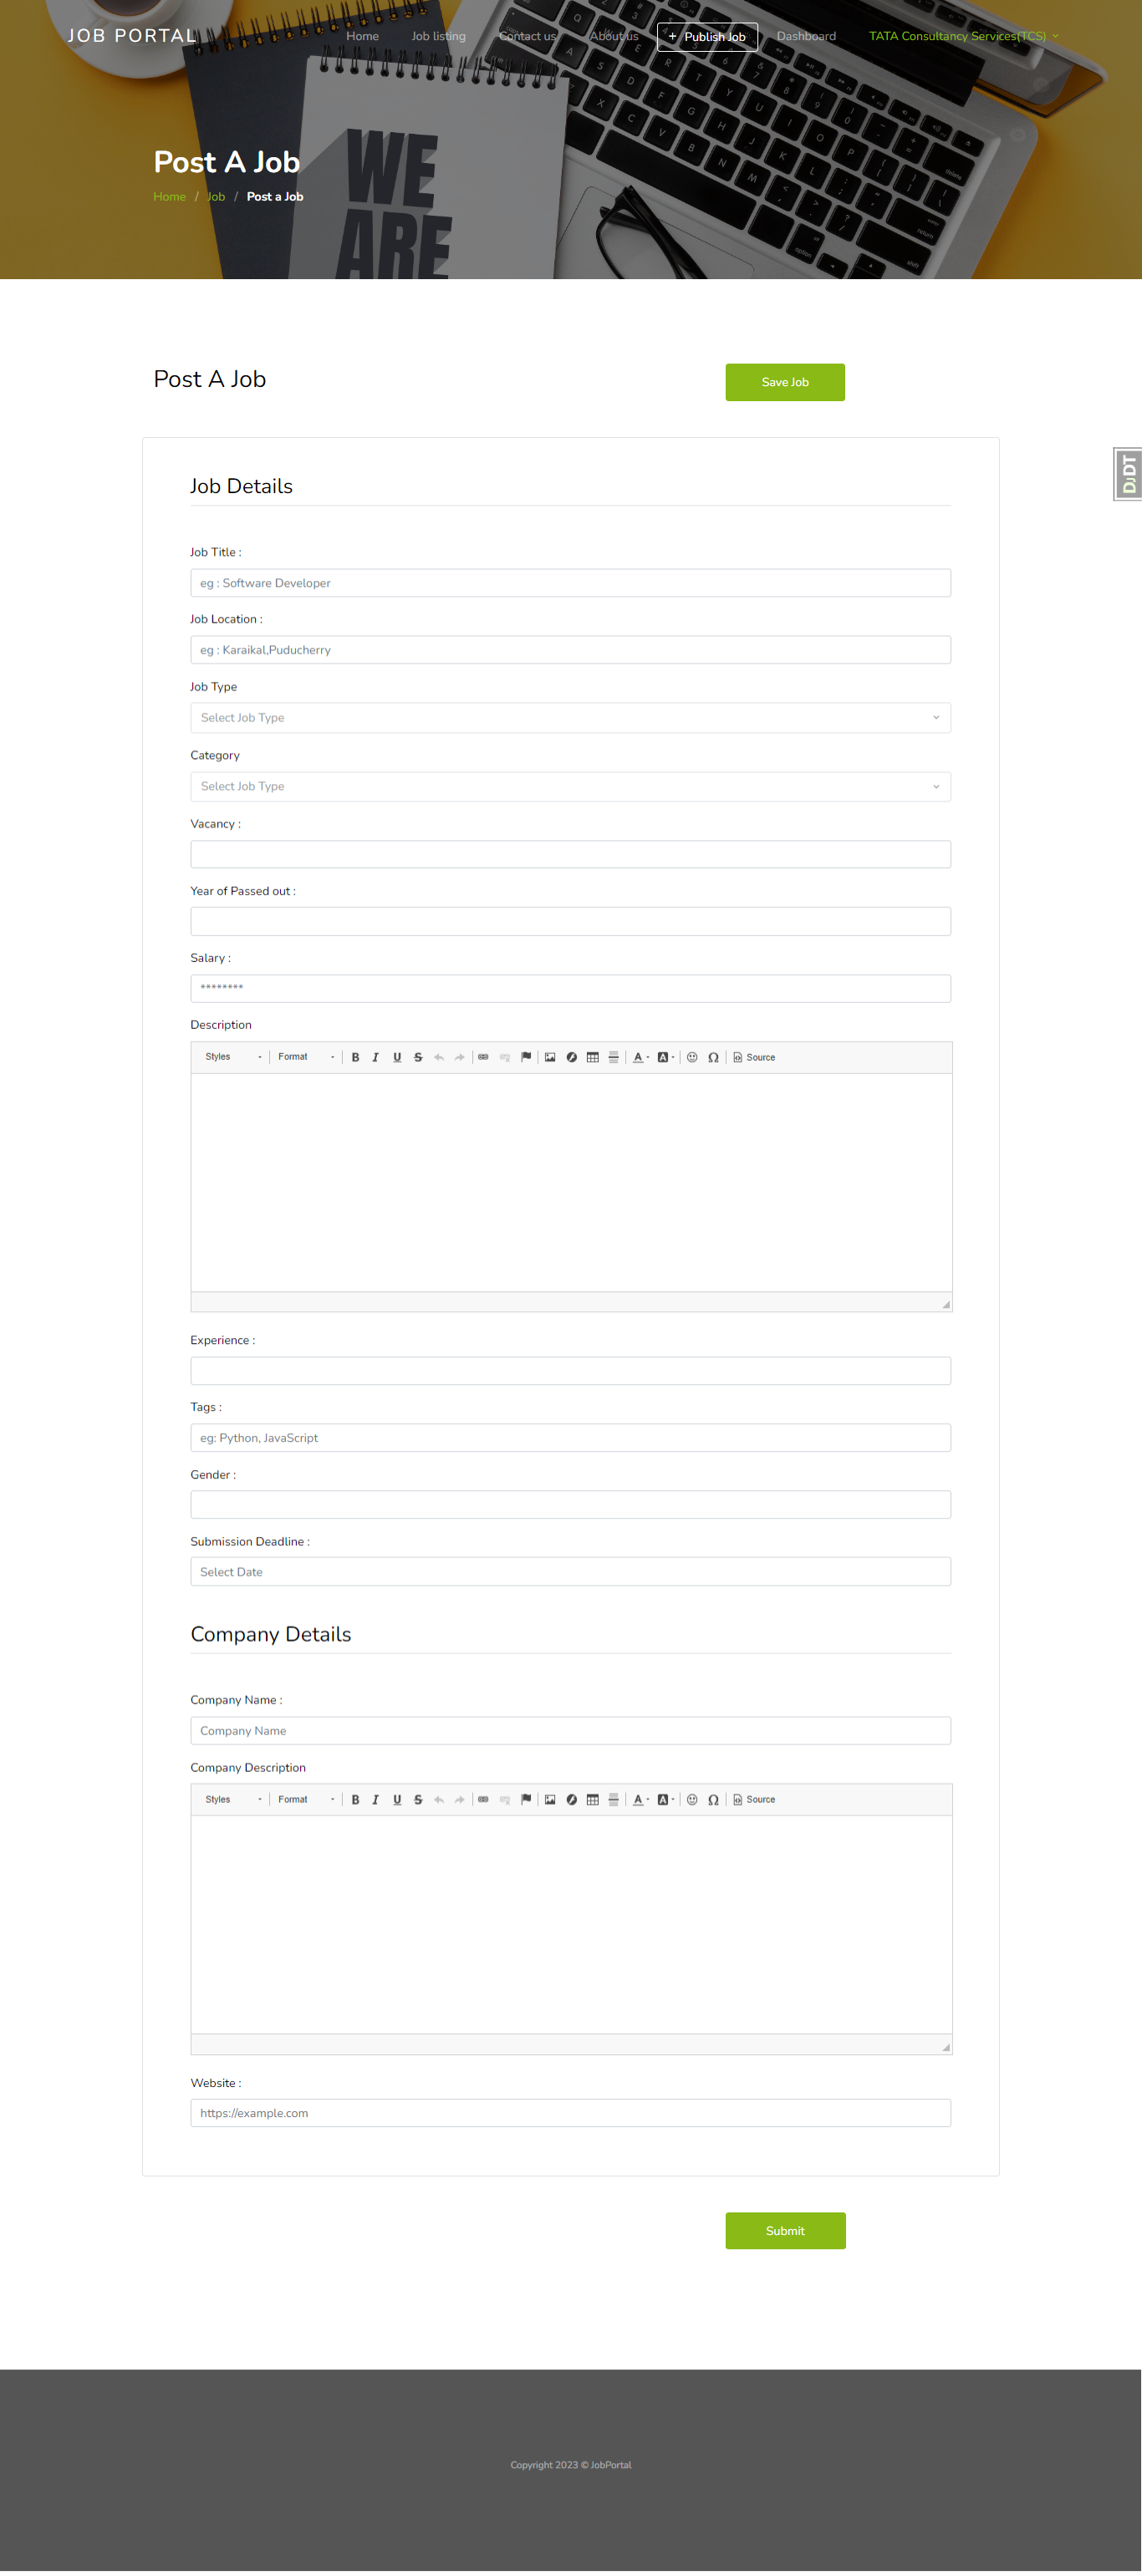 JOB PORTAL
Home
Job listing
Contact us
About us
+ Publish Job
Dashboard
TATA Consultancy Services(TCS)
WE
ARE
Post A Job
Home / Job / Post a Job
Post A Job
Save Job
DjDT
Job Details
Job Title :
eg : Software Developer
Job Location :
eg : Karaikal,Puducherry
Job Type
Select Job Type
Category
Select Job Type
Vacancy :
Year of Passed out :
Salary :
********
Description
Styles Format B I U S A A Ω Source
Experience :
Tags :
eg: Python, JavaScript
Gender :
Submission Deadline :
Select Date
Company Details
Company Name :
Company Name
Company Description
Styles Format B I U S A A Ω Source
Website :
https://example.com
Submit
Copyright 2023 © JobPortal